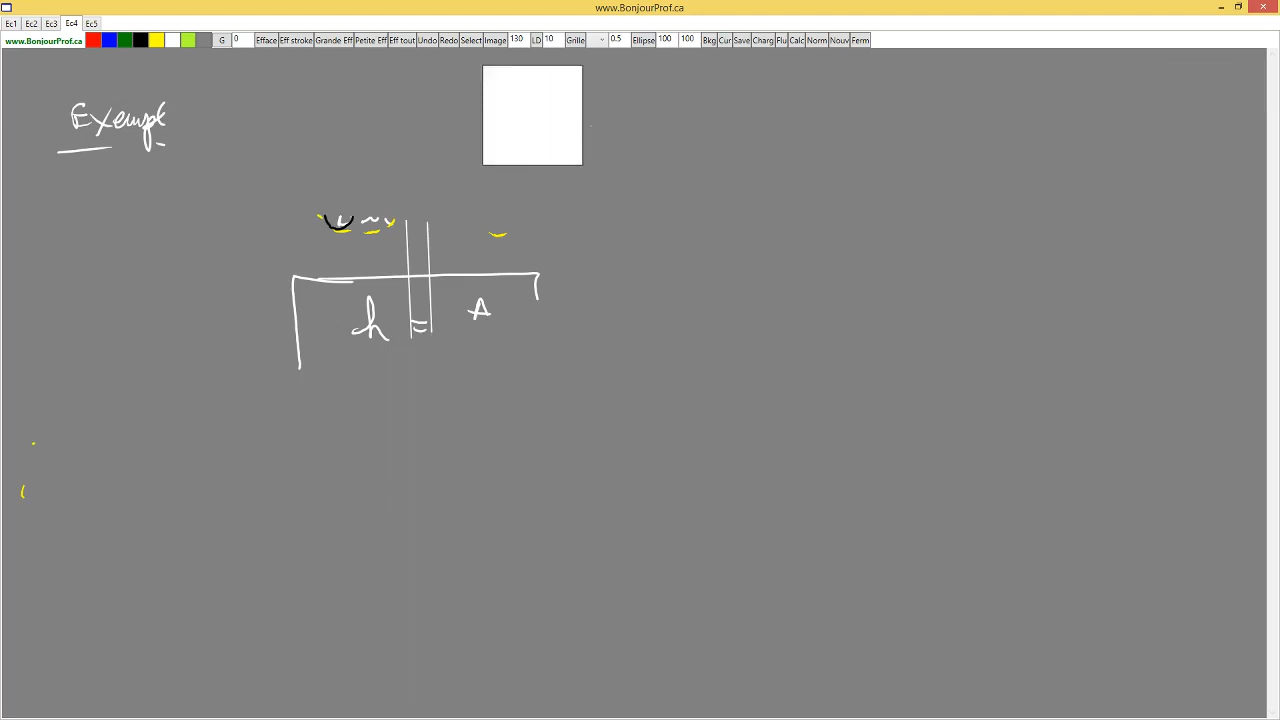 www.BonjourProf.ca
Ec1 Ec2 Ec3 Ec4 Ec5
www.BonjourProf.ca G 0 Efface Eff stroke Grande Eff Petite Eff Eff tout Undo Redo Select Image 130 LD 10 Grille 0.5 Ellipse 100 100 Bkg Cur Save Charg Flu Calc Norm Nouv Ferm
Exempl
h = A